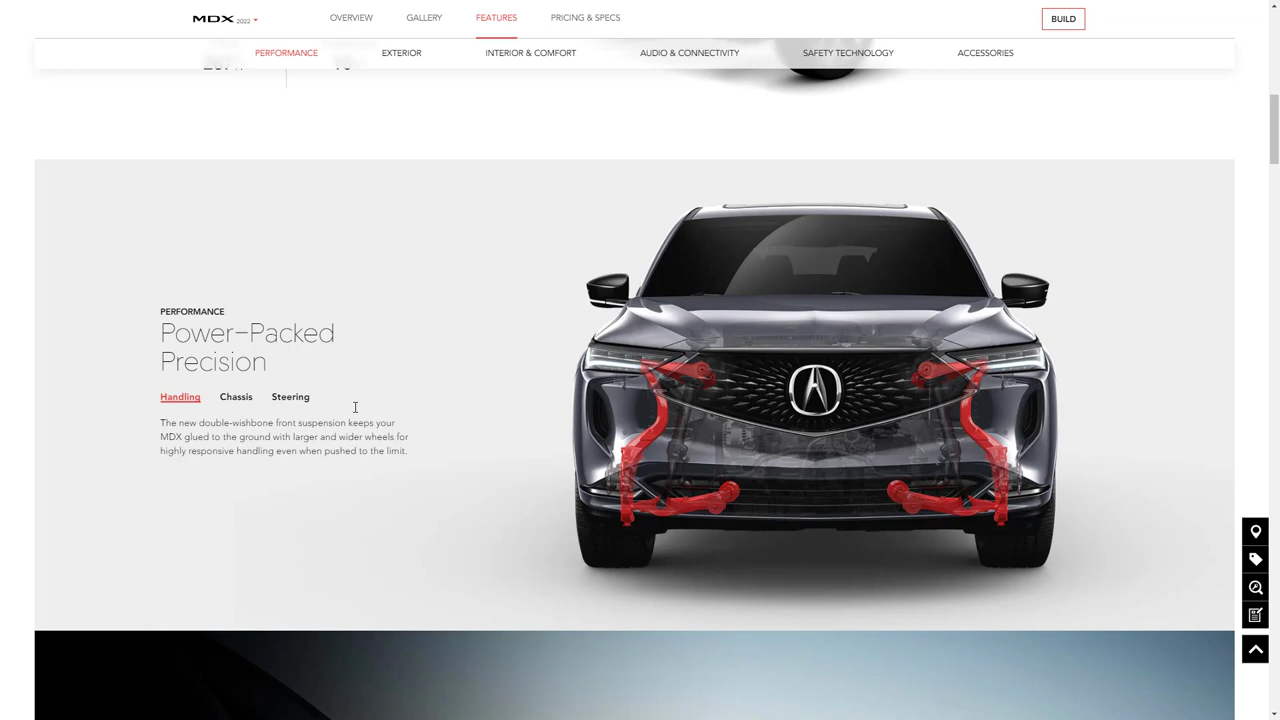 MDX 2022
OVERVIEW
GALLERY
FEATURES
PRICING & SPECS
BUILD
PERFORMANCE
EXTERIOR
INTERIOR & COMFORT
AUDIO & CONNECTIVITY
SAFETY TECHNOLOGY
ACCESSORIES
PERFORMANCE
Power-Packed
Precision
Handling
Chassis
Steering
The new double-wishbone front suspension keeps your
MDX glued to the ground with larger and wider wheels for
highly responsive handling even when pushed to the limit.